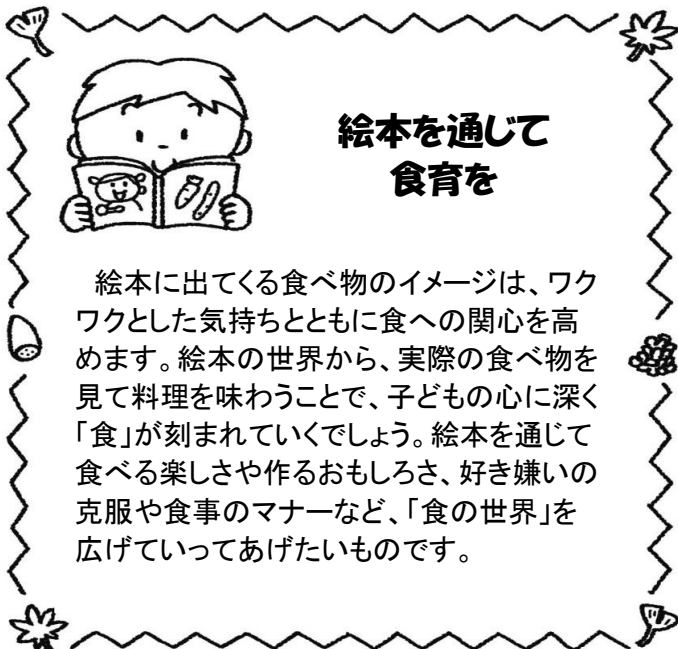 絵本を通じて
食育を
絵本に出てくる食べ物のイメージは、ワク
ワクとした気持ちとともに食への関心を高
めます。絵本の世界から、実際の食べ物を
見て料理を味わうことで、子どもの心に深く
「食」が刻まれていくでしょう。絵本を通じて
食べる楽しさや作るおもしろさ、好き嫌いの
克服や食事のマナーなど、「食の世界」を
広げていってあげたいものです。